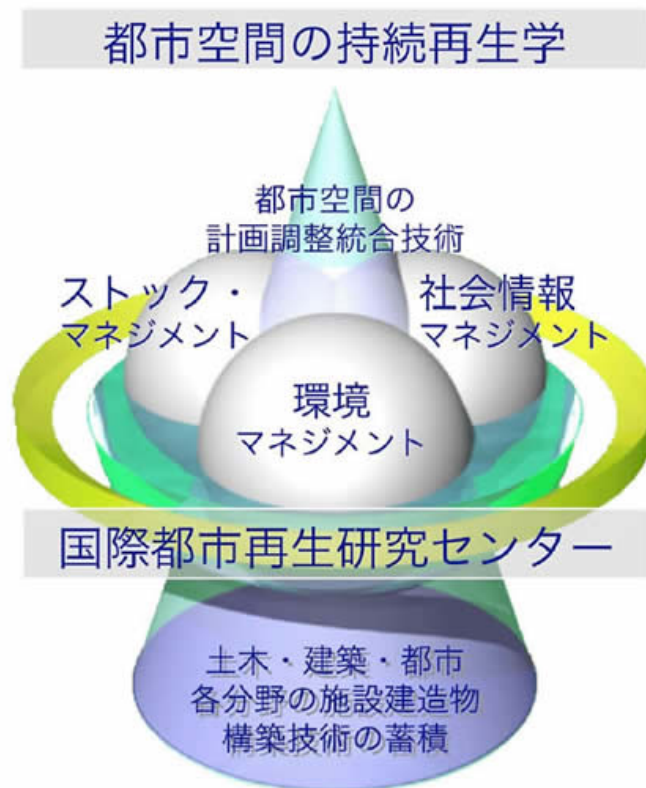 都市空間の持続再生学
都市空間の
計画調整統合技術
ストック・
マネジメント
社会情報
マネジメント
環境
マネジメント
国際都市再生研究センター
土木・建築・都市
各分野の施設建造物
構築技術の蓄積